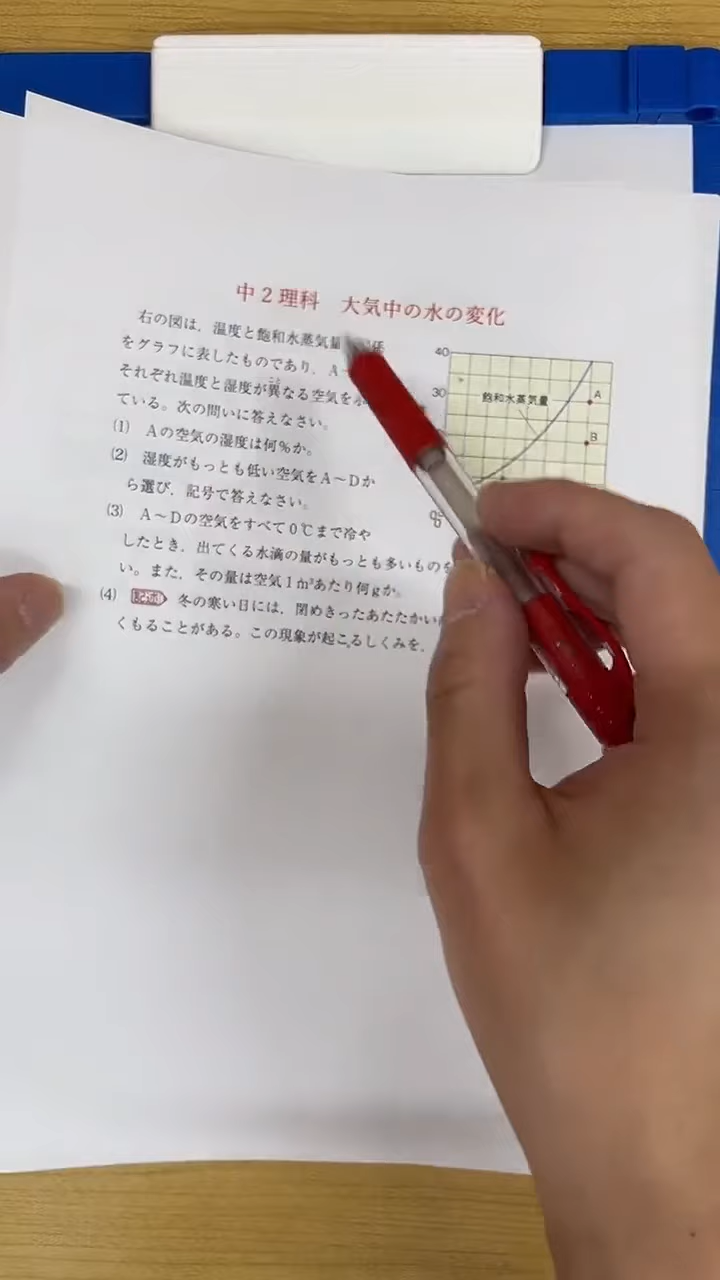 中2理科 大気中の水の変化
右の図は，温度と飽和水蒸気量
をグラフに表したものであり，A
それぞれ温度と湿度が異なる空気を
ている。次の問いに答えなさい。
(1) Aの空気の湿度は何％か。
(2) 湿度がもっとも低い空気をA～Dか
ら選び，記号で答えなさい。
(3) A～Dの空気をすべて0℃まで冷や
したとき，出てくる水滴の量がもっとも多いものを
い。また，その量は空気1m³あたり何gか。
(4) 記述 冬の寒い日には，閉めきったあたたかい
くもることがある。この現象が起こるしくみを，
40
30
飽和水蒸気量
A
B